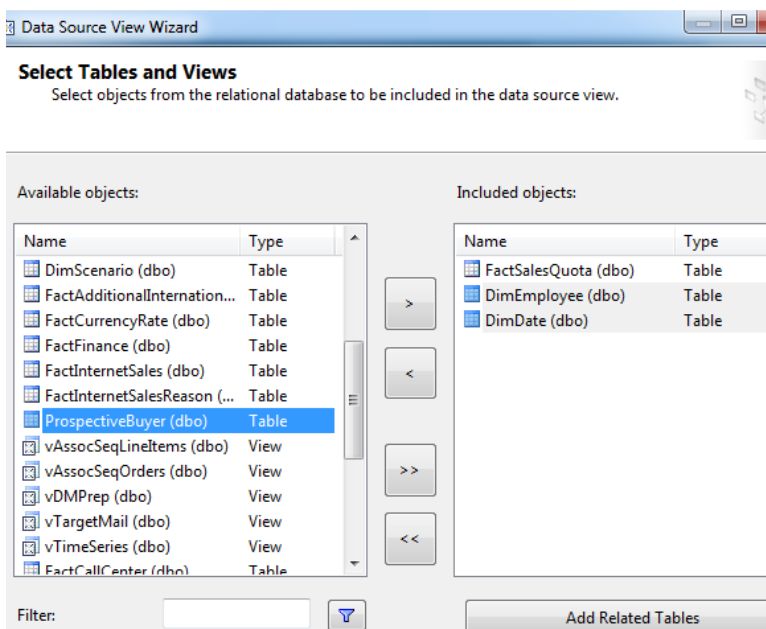 Data Source View Wizard
Select Tables and Views
Select objects from the relational database to be included in the data source view.
Available objects:
Name Type
DimScenario (dbo) Table
FactAdditionalInternation... Table
FactCurrencyRate (dbo) Table
FactFinance (dbo) Table
FactInternetSales (dbo) Table
FactInternetSalesReason (... Table
ProspectiveBuyer (dbo) Table
vAssocSeqLineItems (dbo) View
vAssocSeqOrders (dbo) View
vDMPrep (dbo) View
vTargetMail (dbo) View
vTimeSeries (dbo) View
FactCallCenter (dbo) Table
Filter:
>
<
>>
<<
Included objects:
Name Type
FactSalesQuota (dbo) Table
DimEmployee (dbo) Table
DimDate (dbo) Table
Add Related Tables